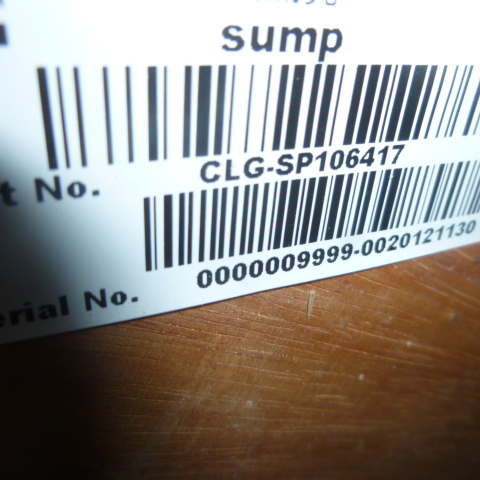 sump
CLG-SP106417
t No.
0000009999-0020121130
erial No.